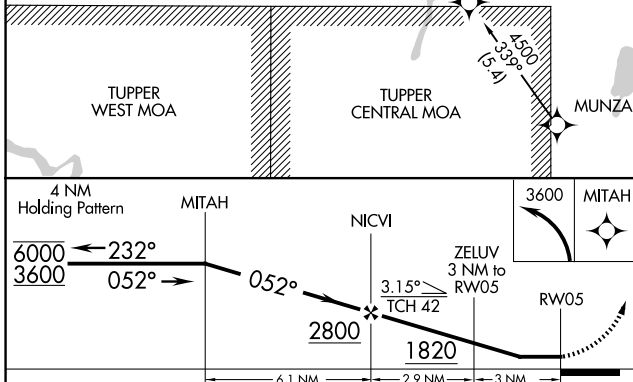 4500
339°
(5.4)
TUPPER
WEST MOA
TUPPER
CENTRAL MOA
MUNZA
4 NM
Holding Pattern
MITAH
NICVI
ZELUV
3 NM to
RW05
RW05
3600
MITAH
6000
3600
232°
052°
052°
3.15°
TCH 42
2800
1820
6.1 NM
2.9 NM
3 NM